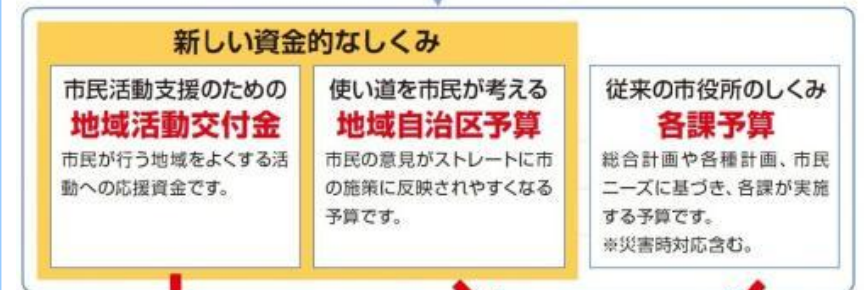 新しい資金的なしくみ
市民活動支援のための
地域活動交付金
市民が行う地域をよくする活
動への応援資金です。
使い道を市民が考える
地域自治区予算
市民の意見がストレートに市
の施策に反映されやすくなる
予算です。
従来の市役所のしくみ
各課予算
総合計画や各種計画、市民
ニーズに基づき、各課が実施
する予算です。
※災害時対応含む。